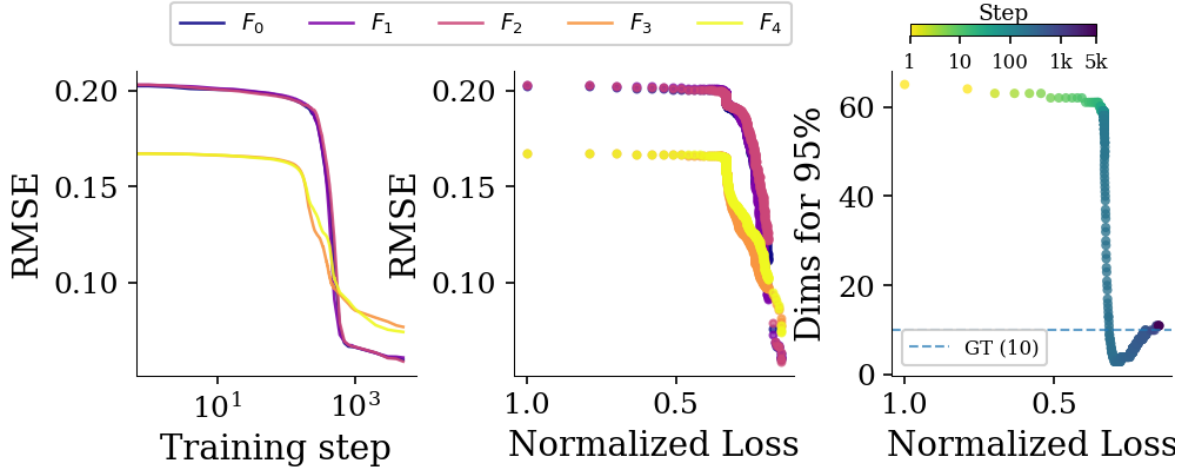 F₀ F₁ F₂ F₃ F₄
Step
1 10 100 1k 5k
RMSE
0.20
0.15
0.10
10¹ 10³
Training step
RMSE
0.20
0.15
0.10
1.0 0.5
Normalized Loss
Dims for 95%
60
40
20
0
GT (10)
1.0 0.5
Normalized Loss